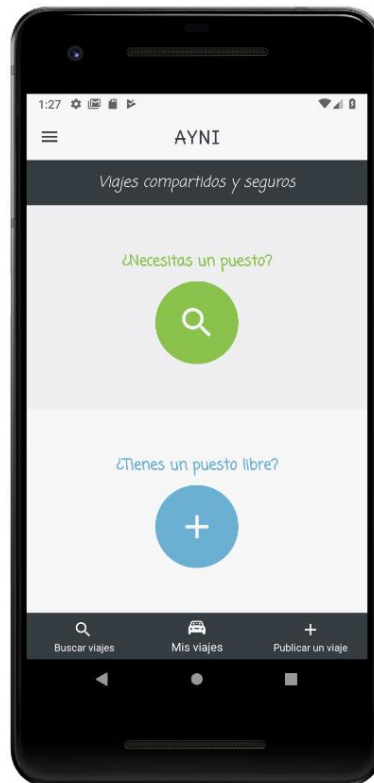 1:27
AYNI
Viajes compartidos y seguros
¿Necesitas un puesto?
¿Tienes un puesto libre?
Buscar viajes
Mis viajes
Publicar un viaje